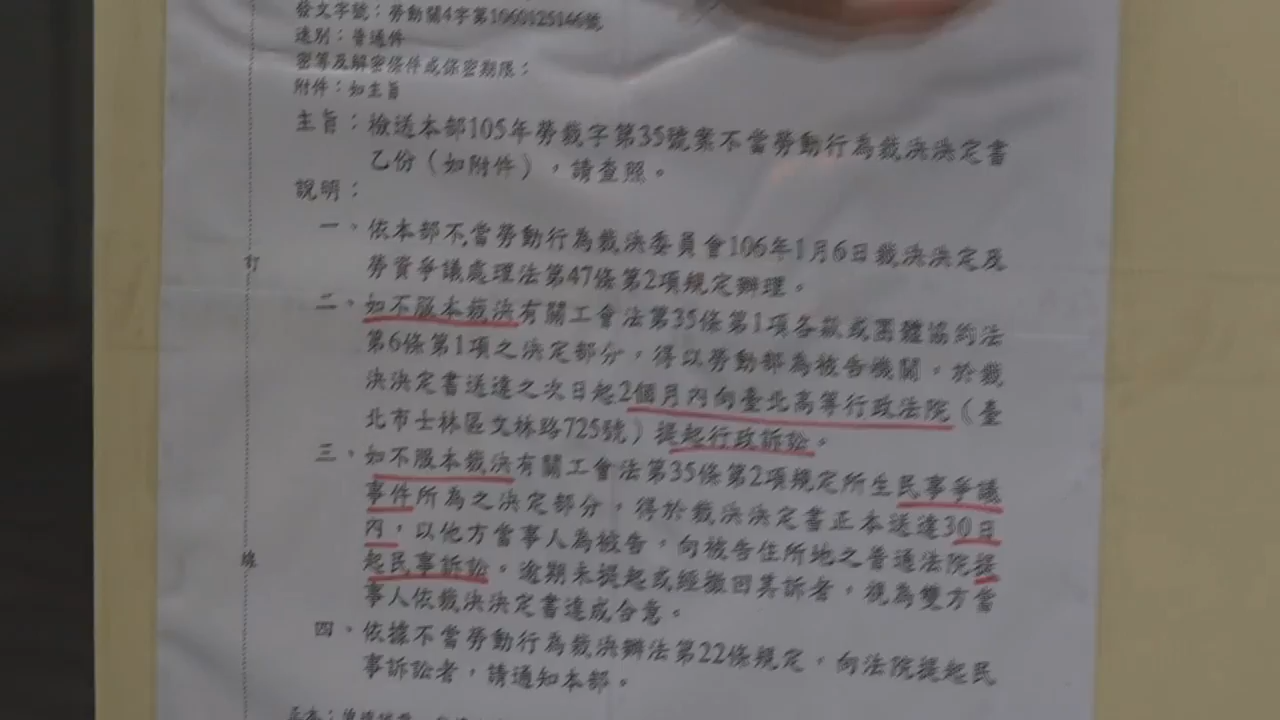 發文字號：勞動關4字第1060125146號
速別：普通件
密等及解密條件或保密期限：
附件：如主旨
主旨：檢送本部105年勞裁字第35號案不當勞動行為裁決決定書
乙份（如附件），請查照。
說明：
一、依本部不當勞動行為裁決委員會106年1月6日裁決決定及
勞資爭議處理法第47條第2項規定辦理。
二、如不服本裁決有關工會法第35條第1項各款或團體協約法
第6條第1項之決定部分，得以勞動部為被告機關，於裁
決決定書送達之次日起2個月內向臺北高等行政法院（臺
北市士林區文林路725號）提起行政訴訟。
三、如不服本裁決有關工會法第35條第2項規定所生民事爭議
事件所為之決定部分，得於裁決決定書正本送達30日
內，以他方當事人為被告，向被告住所地之普通法院提
起民事訴訟。逾期未提起或經撤回其訴者，視為雙方當
事人依裁決決定書達成合意。
四、依據不當勞動行為裁決辦法第22條規定，向法院提起民
事訴訟者，請通知本部。
訂
線
正本：